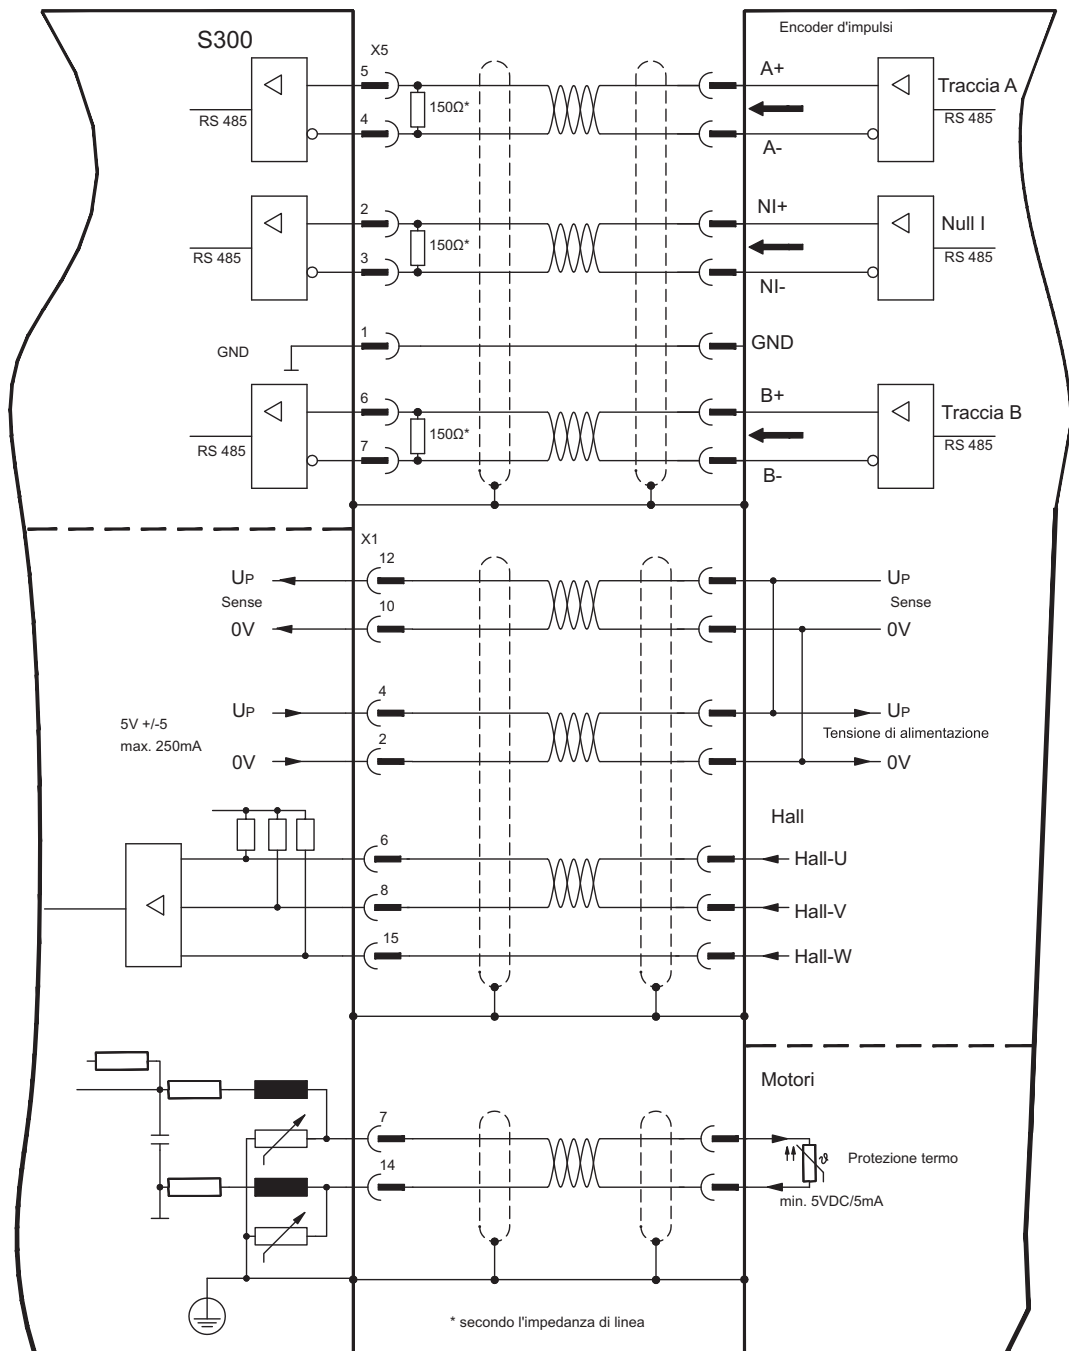 Encoder d'impulsi
S300
X5
5
A+
Traccia A
150Ω*
RS 485
RS 485
4
A-
2
NI+
Null I
150Ω*
RS 485
RS 485
3
NI-
1
GND
GND
6
B+
Traccia B
150Ω*
RS 485
RS 485
7
B-
X1
12
UP
UP
Sense
Sense
10
0V
0V
4
UP
UP
5V +/-5
max. 250mA
Tensione di alimentazione
2
0V
0V
Hall
6
Hall-U
8
Hall-V
15
Hall-W
Motori
7
Protezione termo
ϑ
14
min. 5VDC/5mA
* secondo l'impedanza di linea